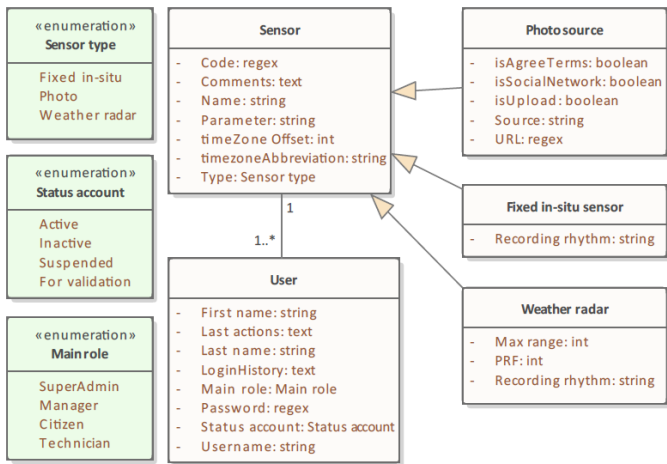 «enumeration»
Sensor type
Fixed in-situ
Photo
Weather radar
«enumeration»
Status account
Active
Inactive
Suspended
For validation
«enumeration»
Main role
SuperAdmin
Manager
Citizen
Technician
Sensor
- Code: regex
- Comments: text
- Name: string
- Parameter: string
- timeZone Offset: int
- timezoneAbbreviation: string
- Type: Sensor type
1
1..*
User
- First name: string
- Last actions: text
- Last name: string
- LoginHistory: text
- Main role: Main role
- Password: regex
- Status account: Status account
- Username: string
Photo source
- isAgreeTerms: boolean
- isSocialNetwork: boolean
- isUpload: boolean
- Source: string
- URL: regex
Fixed in-situ sensor
- Recording rhythm: string
Weather radar
- Max range: int
- PRF: int
- Recording rhythm: string